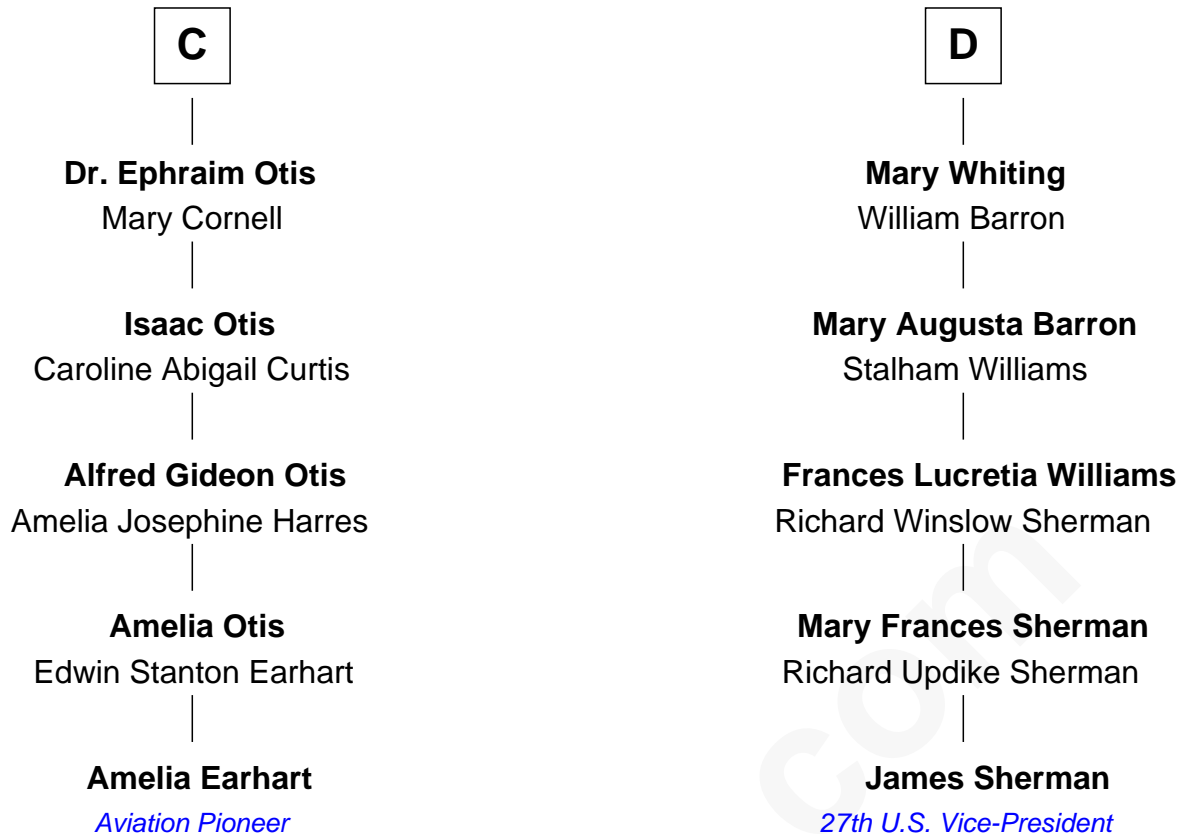 C
Dr. Ephraim Otis
Mary Cornell
Isaac Otis
Caroline Abigail Curtis
Alfred Gideon Otis
Amelia Josephine Harres
Amelia Otis
Edwin Stanton Earhart
Amelia Earhart
Aviation Pioneer
D
Mary Whiting
William Barron
Mary Augusta Barron
Stalham Williams
Frances Lucretia Williams
Richard Winslow Sherman
Mary Frances Sherman
Richard Updike Sherman
James Sherman
27th U.S. Vice-President
com